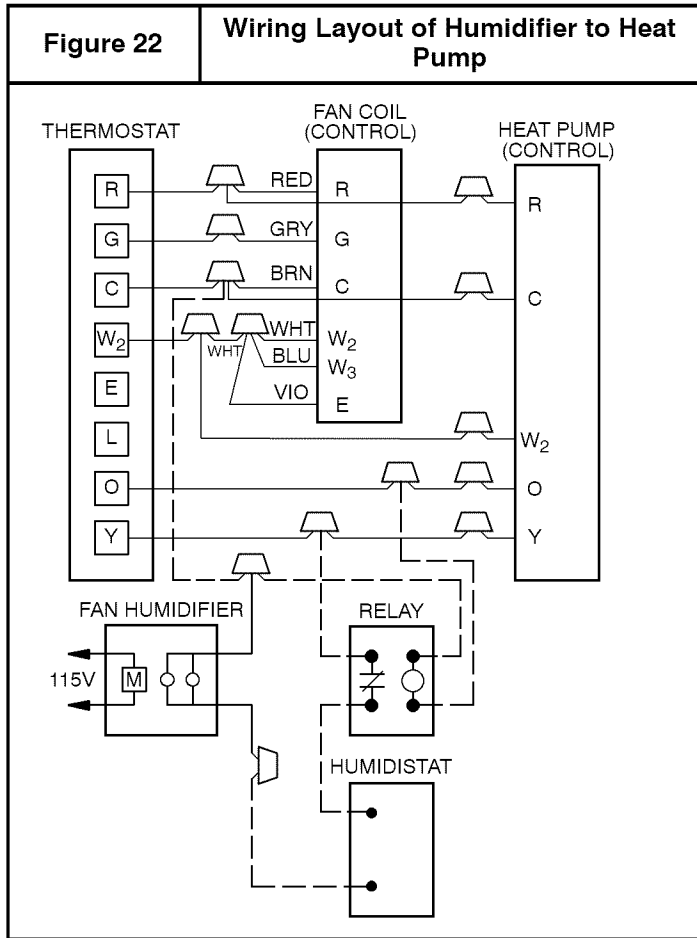 Figure 22
Wiring Layout of Humidifier to Heat
Pump
THERMOSTAT
FAN COIL
(CONTROL)
HEAT PUMP
(CONTROL)
R
RED
R
R
G
GRY
G
C
BRN
C
C
W2
WHT
WHT
W2
BLU
W3
E
VIO
E
L
W2
O
O
Y
Y
FAN HUMIDIFIER
RELAY
115V
M
HUMIDISTAT